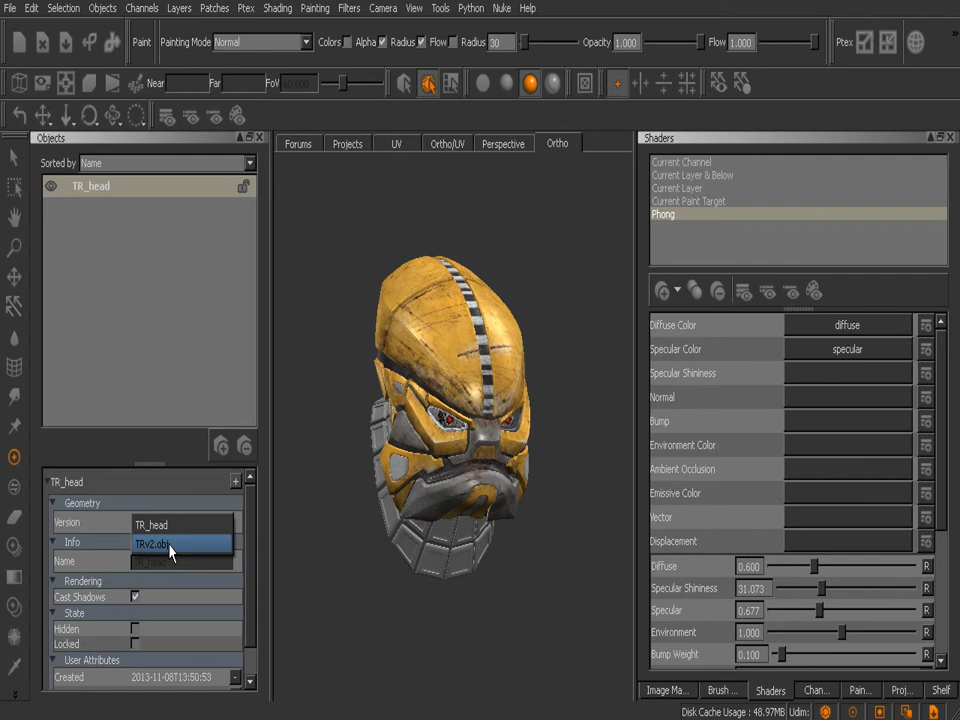 File Edit Selection Objects Channels Layers Patches Ptex Shading Painting Filters Camera View Tools Python Nuke Help
Paint Painting Mode Normal Colors Alpha Radius Flow Radius 30 Opacity 1.000 Flow 1.000 Ptex
Near Far FoV
Objects
Sorted by Name
TR_head
Forums Projects UV Ortho/UV Perspective Ortho
Shaders
Current Channel
Current Layer & Below
Current Layer
Current Paint Target
Phong
Diffuse Color diffuse
Specular Color specular
Specular Shininess
Normal
Bump
Environment Color
Ambient Occlusion
Emissive Color
Vector
Displacement
Diffuse 0.600 R
Specular Shininess 31.073 R
Specular 0.677 R
Environment 1.000 R
Bump Weight 0.100 R
TR_head
Geometry
Version TR_head
Info TRv2.obj
Name TR_head
Rendering
Cast Shadows
State
Hidden
Locked
User Attributes
Created 2013-11-08T13:50:53
Image Ma... Brush ... Shaders Chan... Pain... Proj... Shelf
Disk Cache Usage : 48.97MB Udim: